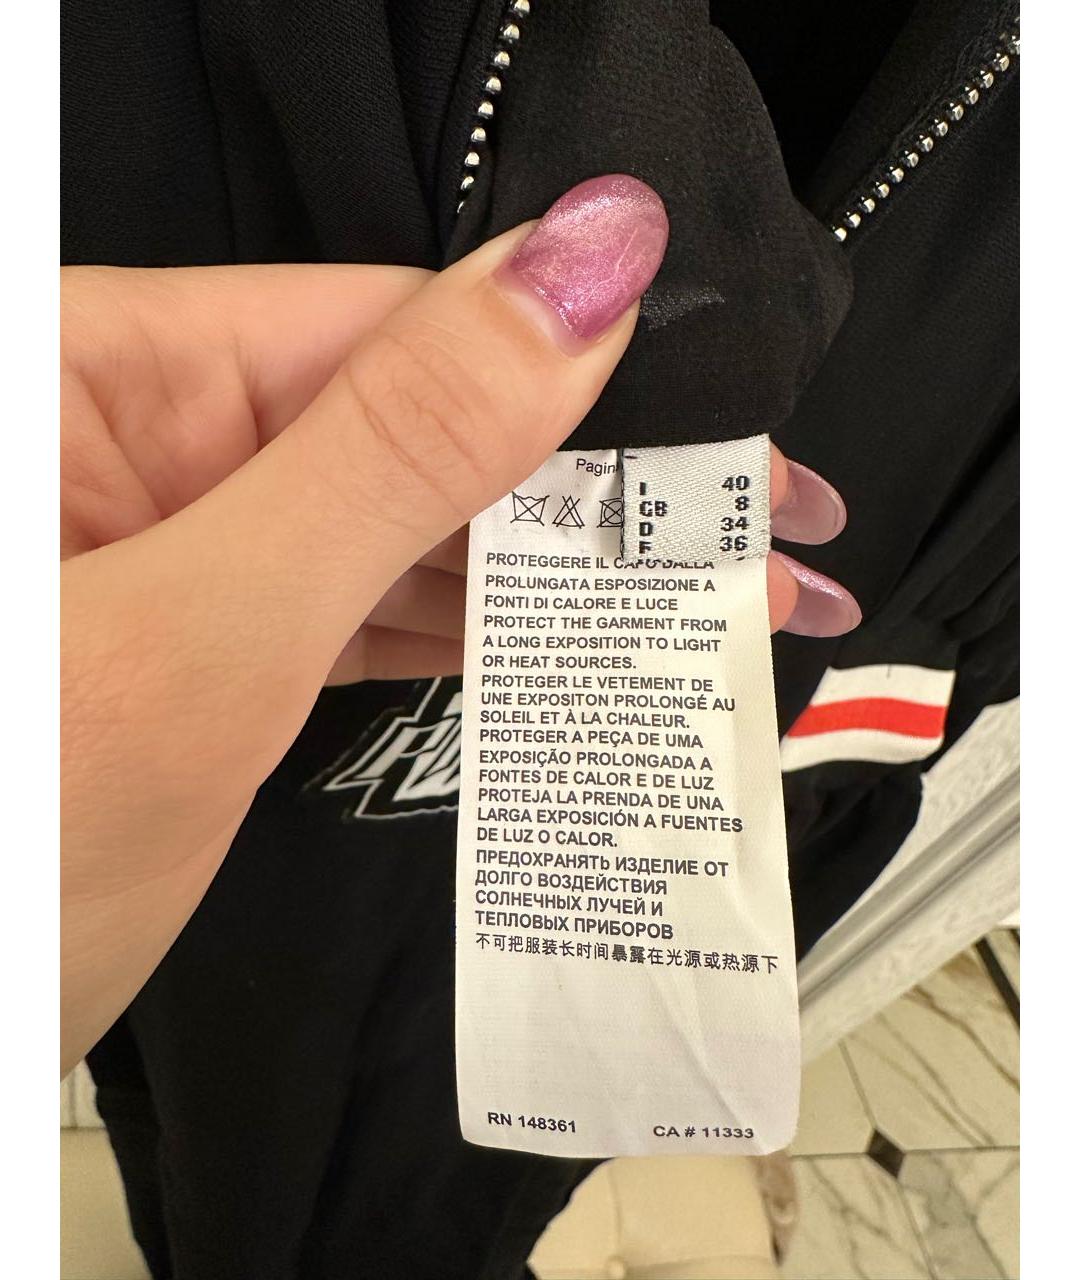 Pagin
I 40
GB 8
D 34
F 36
PROTEGGERE IL CAPO DALLA
PROLUNGATA ESPOSIZIONE A
FONTI DI CALORE E LUCE
PROTECT THE GARMENT FROM
A LONG EXPOSITION TO LIGHT
OR HEAT SOURCES.
PROTEGER LE VETEMENT DE
UNE EXPOSITON PROLONGÉ AU
SOLEIL ET À LA CHALEUR.
PROTEGER A PEÇA DE UMA
EXPOSIÇÃO PROLONGADA A
FONTES DE CALOR E DE LUZ
PROTEJA LA PRENDA DE UNA
LARGA EXPOSICIÓN A FUENTES
DE LUZ O CALOR.
ПРЕДОХРАНЯТЬ ИЗДЕЛИЕ ОТ
ДОЛГО ВОЗДЕЙСТВИЯ
СОЛНЕЧНЫХ ЛУЧЕЙ И
ТЕПЛОВЫХ ПРИБОРОВ
不可把服装长时间暴露在光源或热源下
RN 148361 CA # 11333